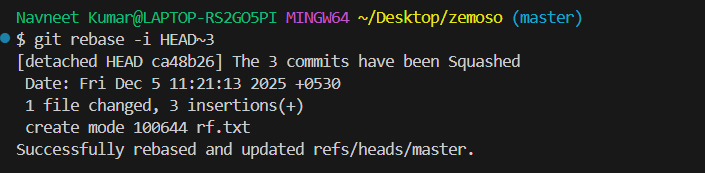 Navneet Kumar@LAPTOP-RS2GO5PI MINGW64 ~/Desktop/zemoso (master)
$ git rebase -i HEAD~3
[detached HEAD ca48b26] The 3 commits have been Squashed
 Date: Fri Dec 5 11:21:13 2025 +0530
 1 file changed, 3 insertions(+)
 create mode 100644 rf.txt
Successfully rebased and updated refs/heads/master.